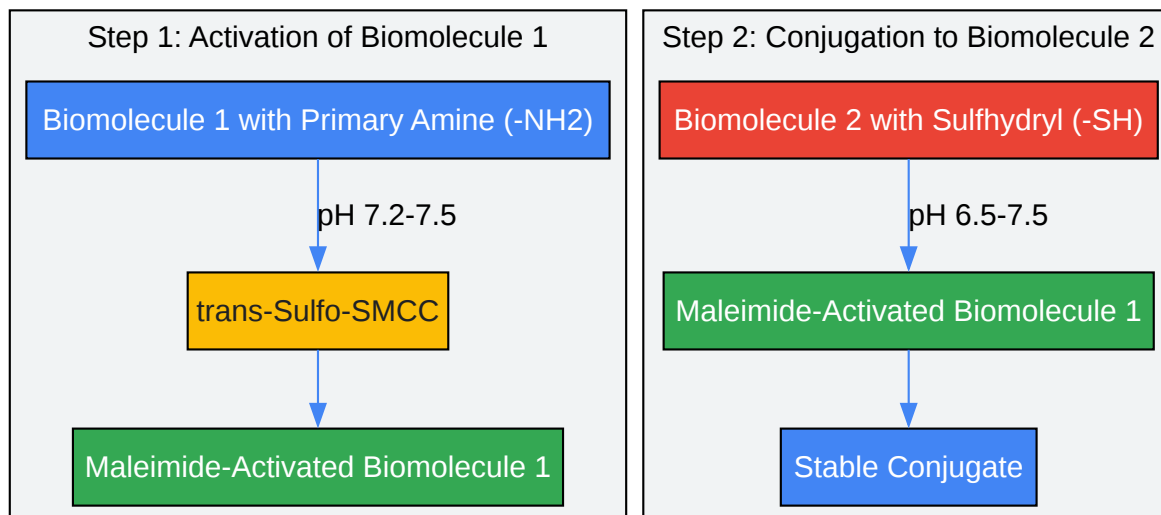 Step 1: Activation of Biomolecule 1
Biomolecule 1 with Primary Amine (-NH2)
pH 7.2-7.5
trans-Sulfo-SMCC
Maleimide-Activated Biomolecule 1
Step 2: Conjugation to Biomolecule 2
Biomolecule 2 with Sulfhydryl (-SH)
pH 6.5-7.5
Maleimide-Activated Biomolecule 1
Stable Conjugate